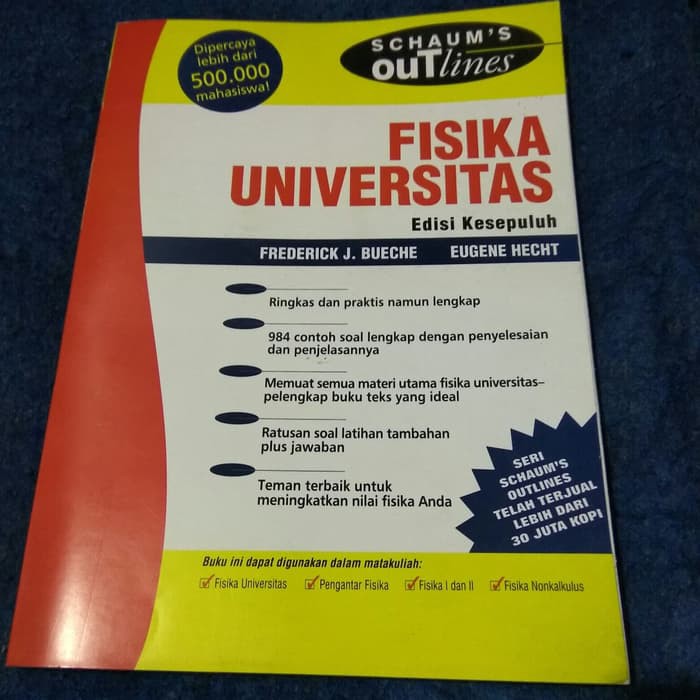 Dipercaya
lebih dari
500.000
mahasiswa!
SCHAUM'S
ouTlines
FISIKA
UNIVERSITAS
Edisi Kesepuluh
FREDERICK J. BUECHE EUGENE HECHT
Ringkas dan praktis namun lengkap
984 contoh soal lengkap dengan penyelesaian
dan penjelasannya
Memuat semua materi utama fisika universitas–
pelengkap buku teks yang ideal
Ratusan soal latihan tambahan
plus jawaban
Teman terbaik untuk
meningkatkan nilai fisika Anda
SERI
SCHAUM'S
OUTLINES
TELAH TERJUAL
LEBIH DARI
30 JUTA KOPI
Buku ini dapat digunakan dalam matakuliah:
Fisika Universitas Pengantar Fisika Fisika I dan II Fisika Nonkalkulus